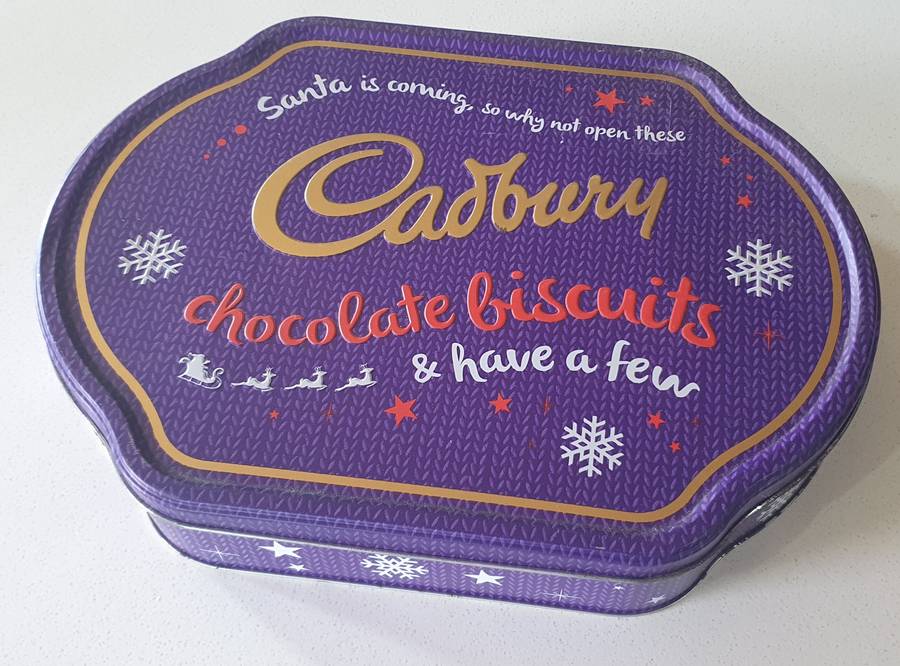 Santa is coming, so why not open these
Cadbury
chocolate biscuits
& have a few